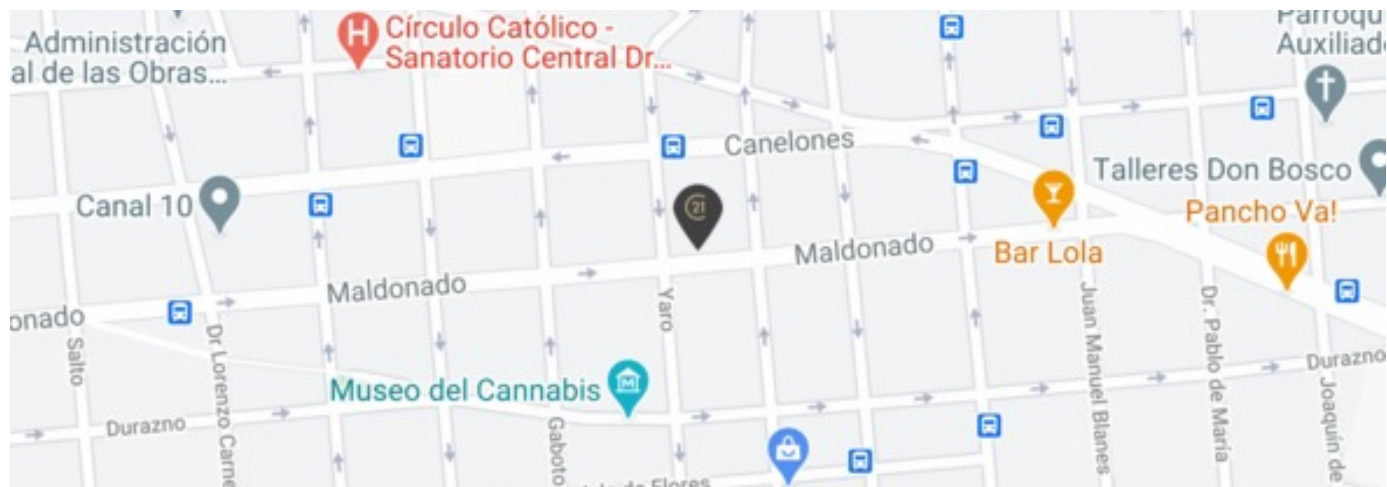 Administración
al de las Obras...
H
Círculo Católico -
Sanatorio Central Dr...
Parroqu
Auxiliad
Canelones
Talleres Don Bosco
Canal 10
21
Pancho Va!
Maldonado
Bar Lola
Maldonado
onado
Yaro
Salto
Dr Lorenzo Carne
Juan Manuel Blanes
Dr. Pablo de María
Joaquín de
Durazno
Museo del Cannabis
M
Durazno
Gaboto
de Flores